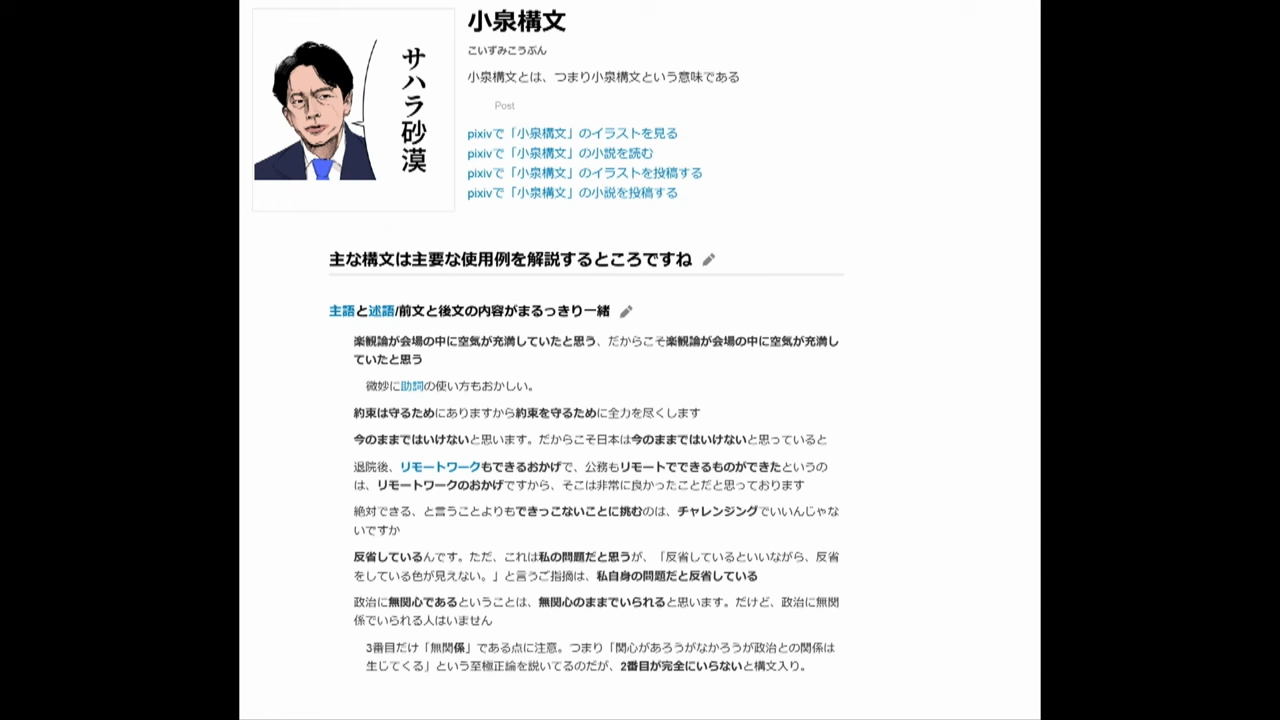 サハラ砂漠
小泉構文
こいずみこうぶん
小泉構文とは、つまり小泉構文という意味である
Post
pixivで「小泉構文」のイラストを見る
pixivで「小泉構文」の小説を読む
pixivで「小泉構文」のイラストを投稿する
pixivで「小泉構文」の小説を投稿する
主な構文は主要な使用例を解説するところですね
主語と述語/前文と後文の内容がまるっきり一緒
楽観論が会場の中に空気が充満していたと思う、だからこそ楽観論が会場の中に空気が充満し
ていたと思う
微妙に助詞の使い方もおかしい。
約束は守るためにありますから約束を守るために全力を尽くします
今のままではいけないと思います。だからこそ日本は今のままではいけないと思っていると
退院後、リモートワークもできるおかげで、公務もリモートでできるものができたというの
は、リモートワークのおかげですから、そこは非常に良かったことだと思っております
絶対できる、と言うことよりもできっこないことに挑むのは、チャレンジングでいいんじゃな
いですか
反省しているんです。ただ、これは私の問題だと思うが、「反省しているといいながら、反省
をしている色が見えない。」と言うご指摘は、私自身の問題だと反省している
政治に無関心であるということは、無関心のままでいられると思います。だけど、政治に無関
係でいられる人はいません
3番目だけ「無関係」である点に注意。つまり「関心があろうがなかろうが政治との関係は
生じてくる」という至極正論を説いてるのだが、2番目が完全にいらないと構文入り。